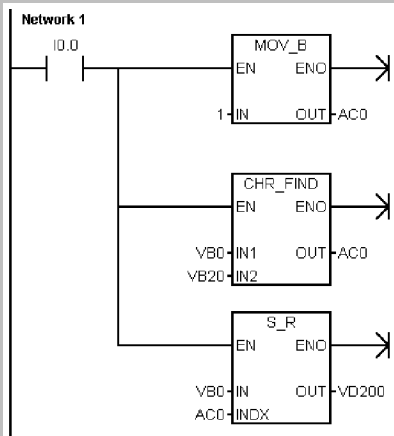 Network 1
I0.0
MOV_B
EN ENO
1 IN OUT AC0
CHR_FIND
EN ENO
VB0 IN1 OUT AC0
VB20 IN2
S_R
EN ENO
VB0 IN OUT VD200
AC0 INDX